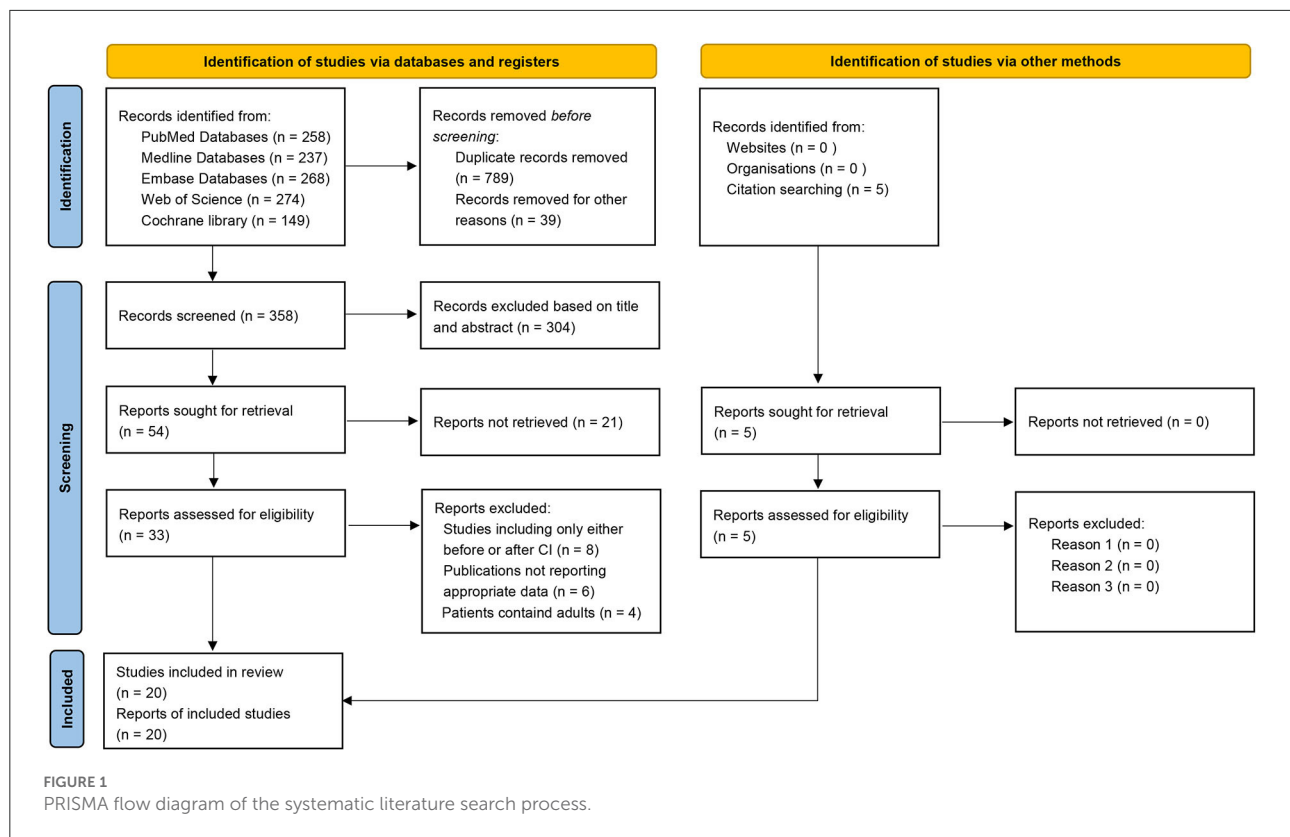 Identification of studies via databases and registers
Identification of studies via other methods
Identification
Records identified from:
PubMed Databases (n = 258)
Medline Databases (n = 237)
Embase Databases (n = 268)
Web of Science (n = 274)
Cochrane library (n = 149)
Records removed before
screening:
Duplicate records removed
(n = 789)
Records removed for other
reasons (n = 39)
Records identified from:
Websites (n = 0 )
Organisations (n = 0 )
Citation searching (n = 5)
Screening
Records screened (n = 358)
Records excluded based on title
and abstract (n = 304)
Reports sought for retrieval
(n = 54)
Reports not retrieved (n = 21)
Reports sought for retrieval
(n = 5)
Reports not retrieved (n = 0)
Reports assessed for eligibility
(n = 33)
Reports excluded:
Studies including only either
before or after CI (n = 8)
Publications not reporting
appropriate data (n = 6)
Patients containd adults (n = 4)
Reports assessed for eligibility
(n = 5)
Reports excluded:
Reason 1 (n = 0)
Reason 2 (n = 0)
Reason 3 (n = 0)
Included
Studies included in review
(n = 20)
Reports of included studies
(n = 20)
FIGURE 1
PRISMA flow diagram of the systematic literature search process.